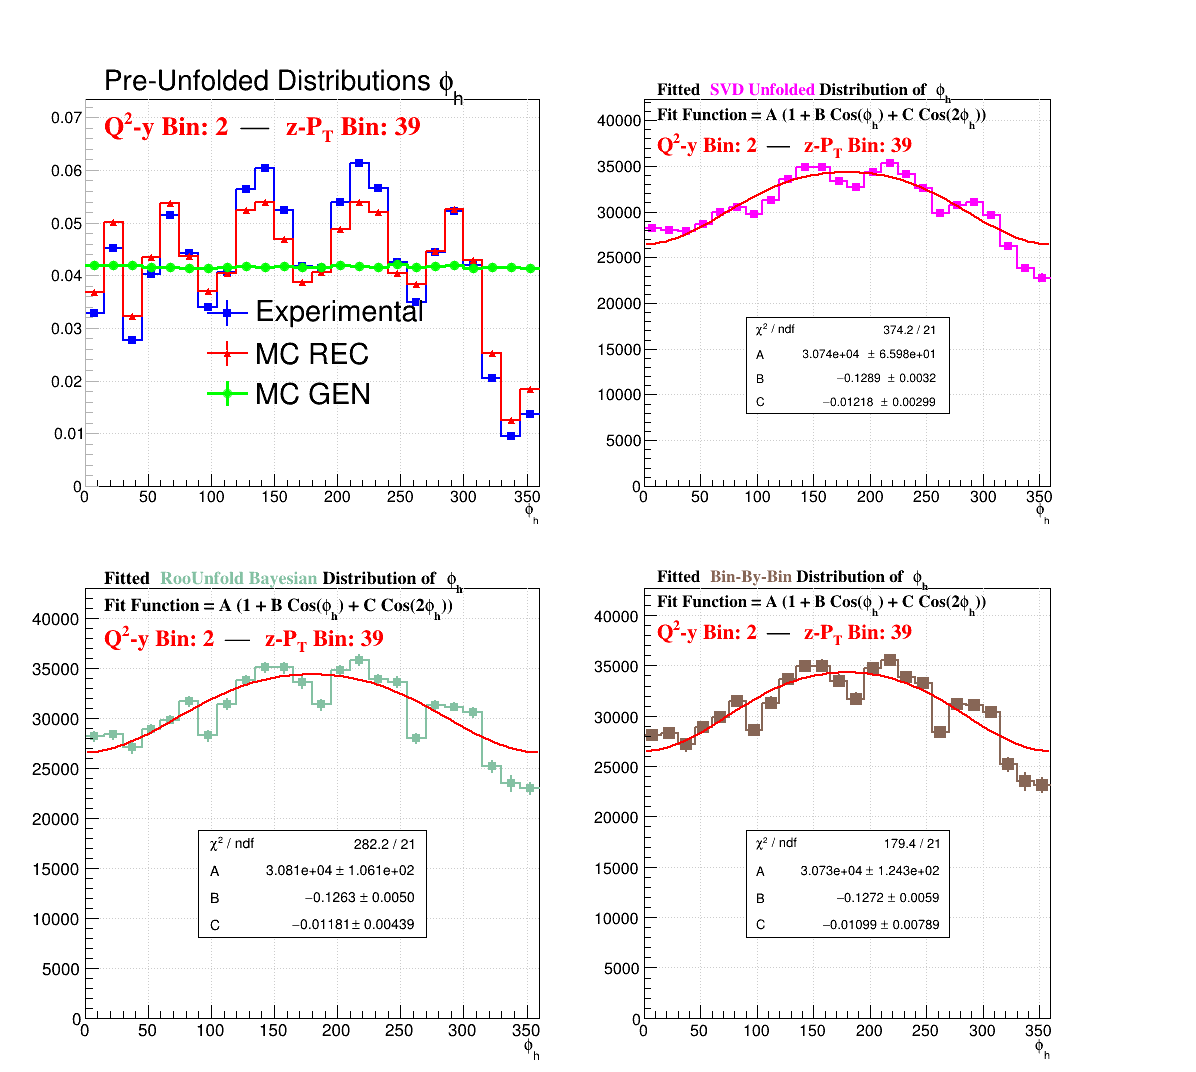 Pre-Unfolded Distributions ϕh
Q²-y Bin: 2 — z-PT Bin: 39
0.07
0.06
0.05
0.04
0.03
0.02
0.01
0
Experimental
MC REC
MC GEN
0 50 100 150 200 250 300 350
ϕh
Fitted SVD Unfolded Distribution of ϕh
Fit Function = A (1 + B Cos(ϕh) + C Cos(2ϕh))
Q²-y Bin: 2 — z-PT Bin: 39
40000
35000
30000
25000
20000
15000
10000
5000
0
χ² / ndf 374.2 / 21
A 3.074e+04 ± 6.598e+01
B −0.1289 ± 0.0032
C −0.01218 ± 0.00299
0 50 100 150 200 250 300 350
ϕh
Fitted RooUnfold Bayesian Distribution of ϕh
Fit Function = A (1 + B Cos(ϕh) + C Cos(2ϕh))
Q²-y Bin: 2 — z-PT Bin: 39
40000
35000
30000
25000
20000
15000
10000
5000
0
χ² / ndf 282.2 / 21
A 3.081e+04 ± 1.061e+02
B −0.1263 ± 0.0050
C −0.01181 ± 0.00439
0 50 100 150 200 250 300 350
ϕh
Fitted Bin-By-Bin Distribution of ϕh
Fit Function = A (1 + B Cos(ϕh) + C Cos(2ϕh))
Q²-y Bin: 2 — z-PT Bin: 39
40000
35000
30000
25000
20000
15000
10000
5000
0
χ² / ndf 179.4 / 21
A 3.073e+04 ± 1.243e+02
B −0.1272 ± 0.0059
C −0.01099 ± 0.00789
0 50 100 150 200 250 300 350
ϕh